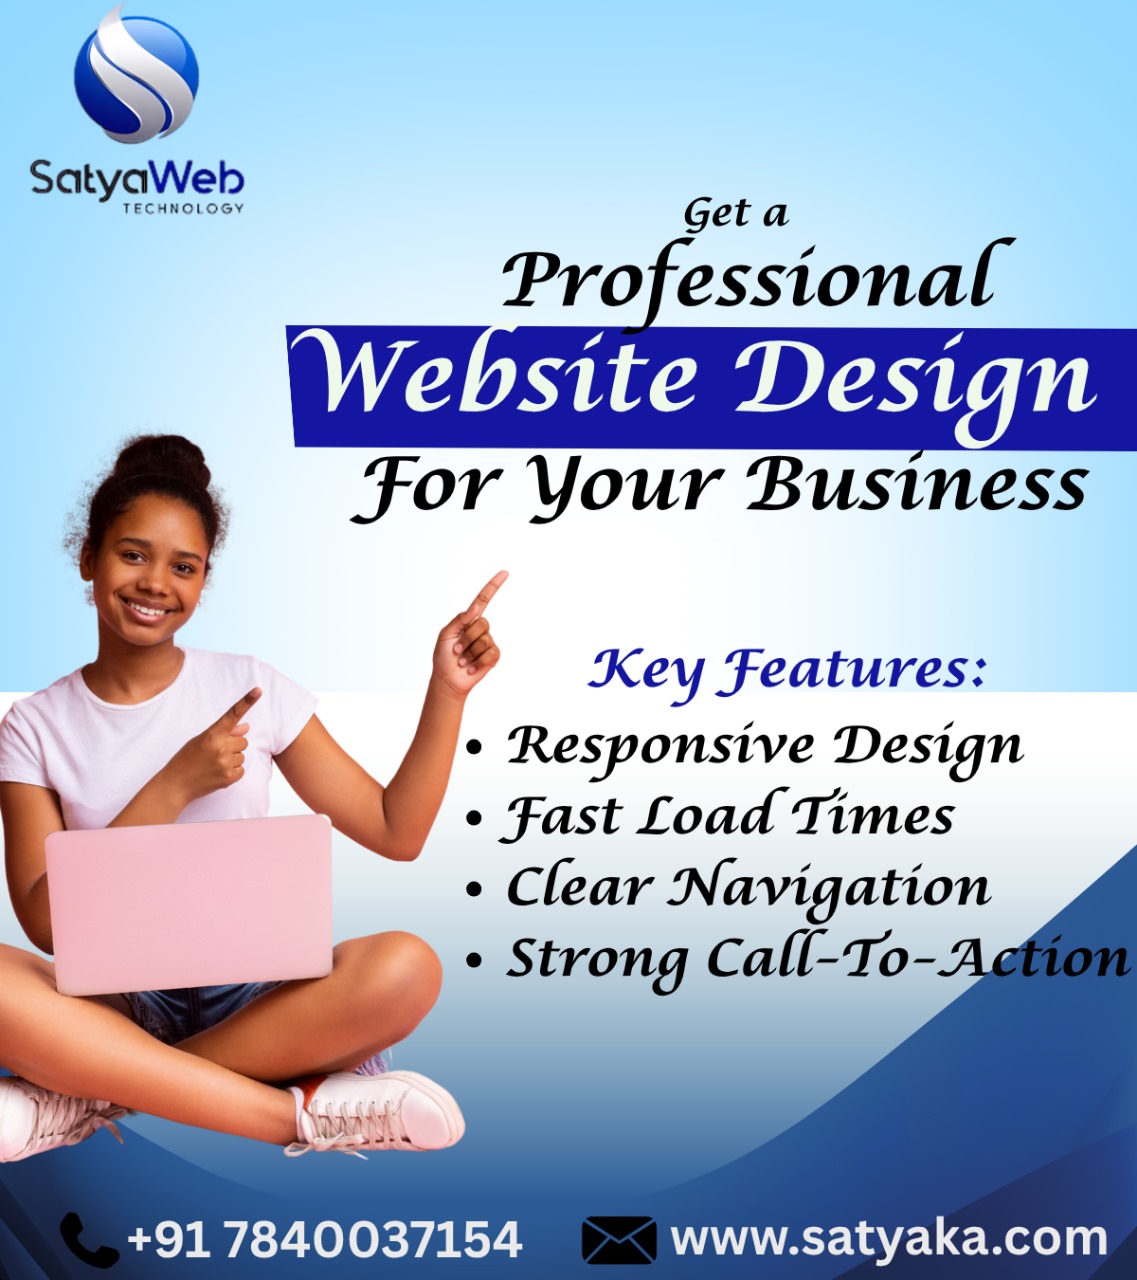 SatyaWeb
TECHNOLOGY
Get a
Professional
Website Design
For Your Business
Key Features:
• Responsive Design
• Fast Load Times
• Clear Navigation
• Strong Call-To-Action
+91 7840037154
www.satyaka.com